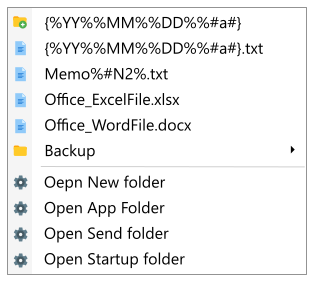 {%YY%%MM%%DD%%#a#}
{%YY%%MM%%DD%%#a#}.txt
Memo%#N2%.txt
Office_ExcelFile.xlsx
Office_WordFile.docx
Backup
Oepn New folder
Open App Folder
Open Send folder
Open Startup folder